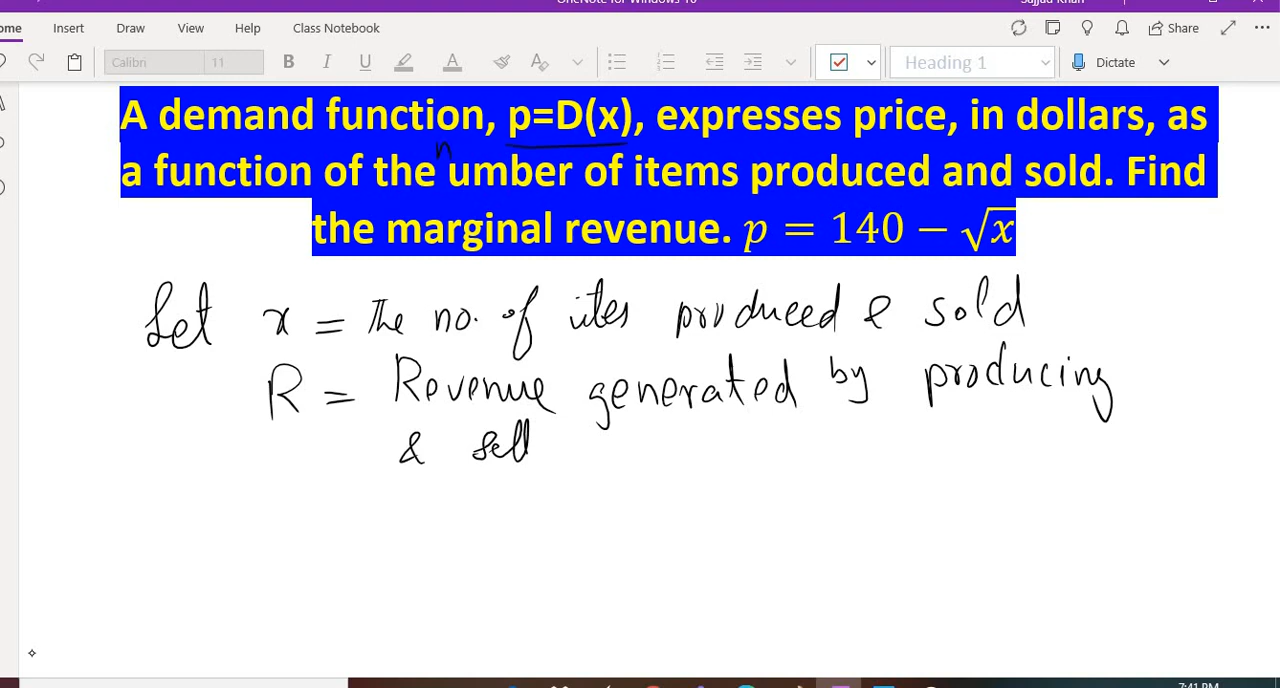 Home Insert Draw View Help Class Notebook Share
Calibri 11 B I U Heading 1 Dictate
A demand function, p=D(x), expresses price, in dollars, as
n
a function of the umber of items produced and sold. Find
the marginal revenue. p = 140 − √x
Let x = The no. of ites produced & sold
R = Revenue generated by producing
& sell